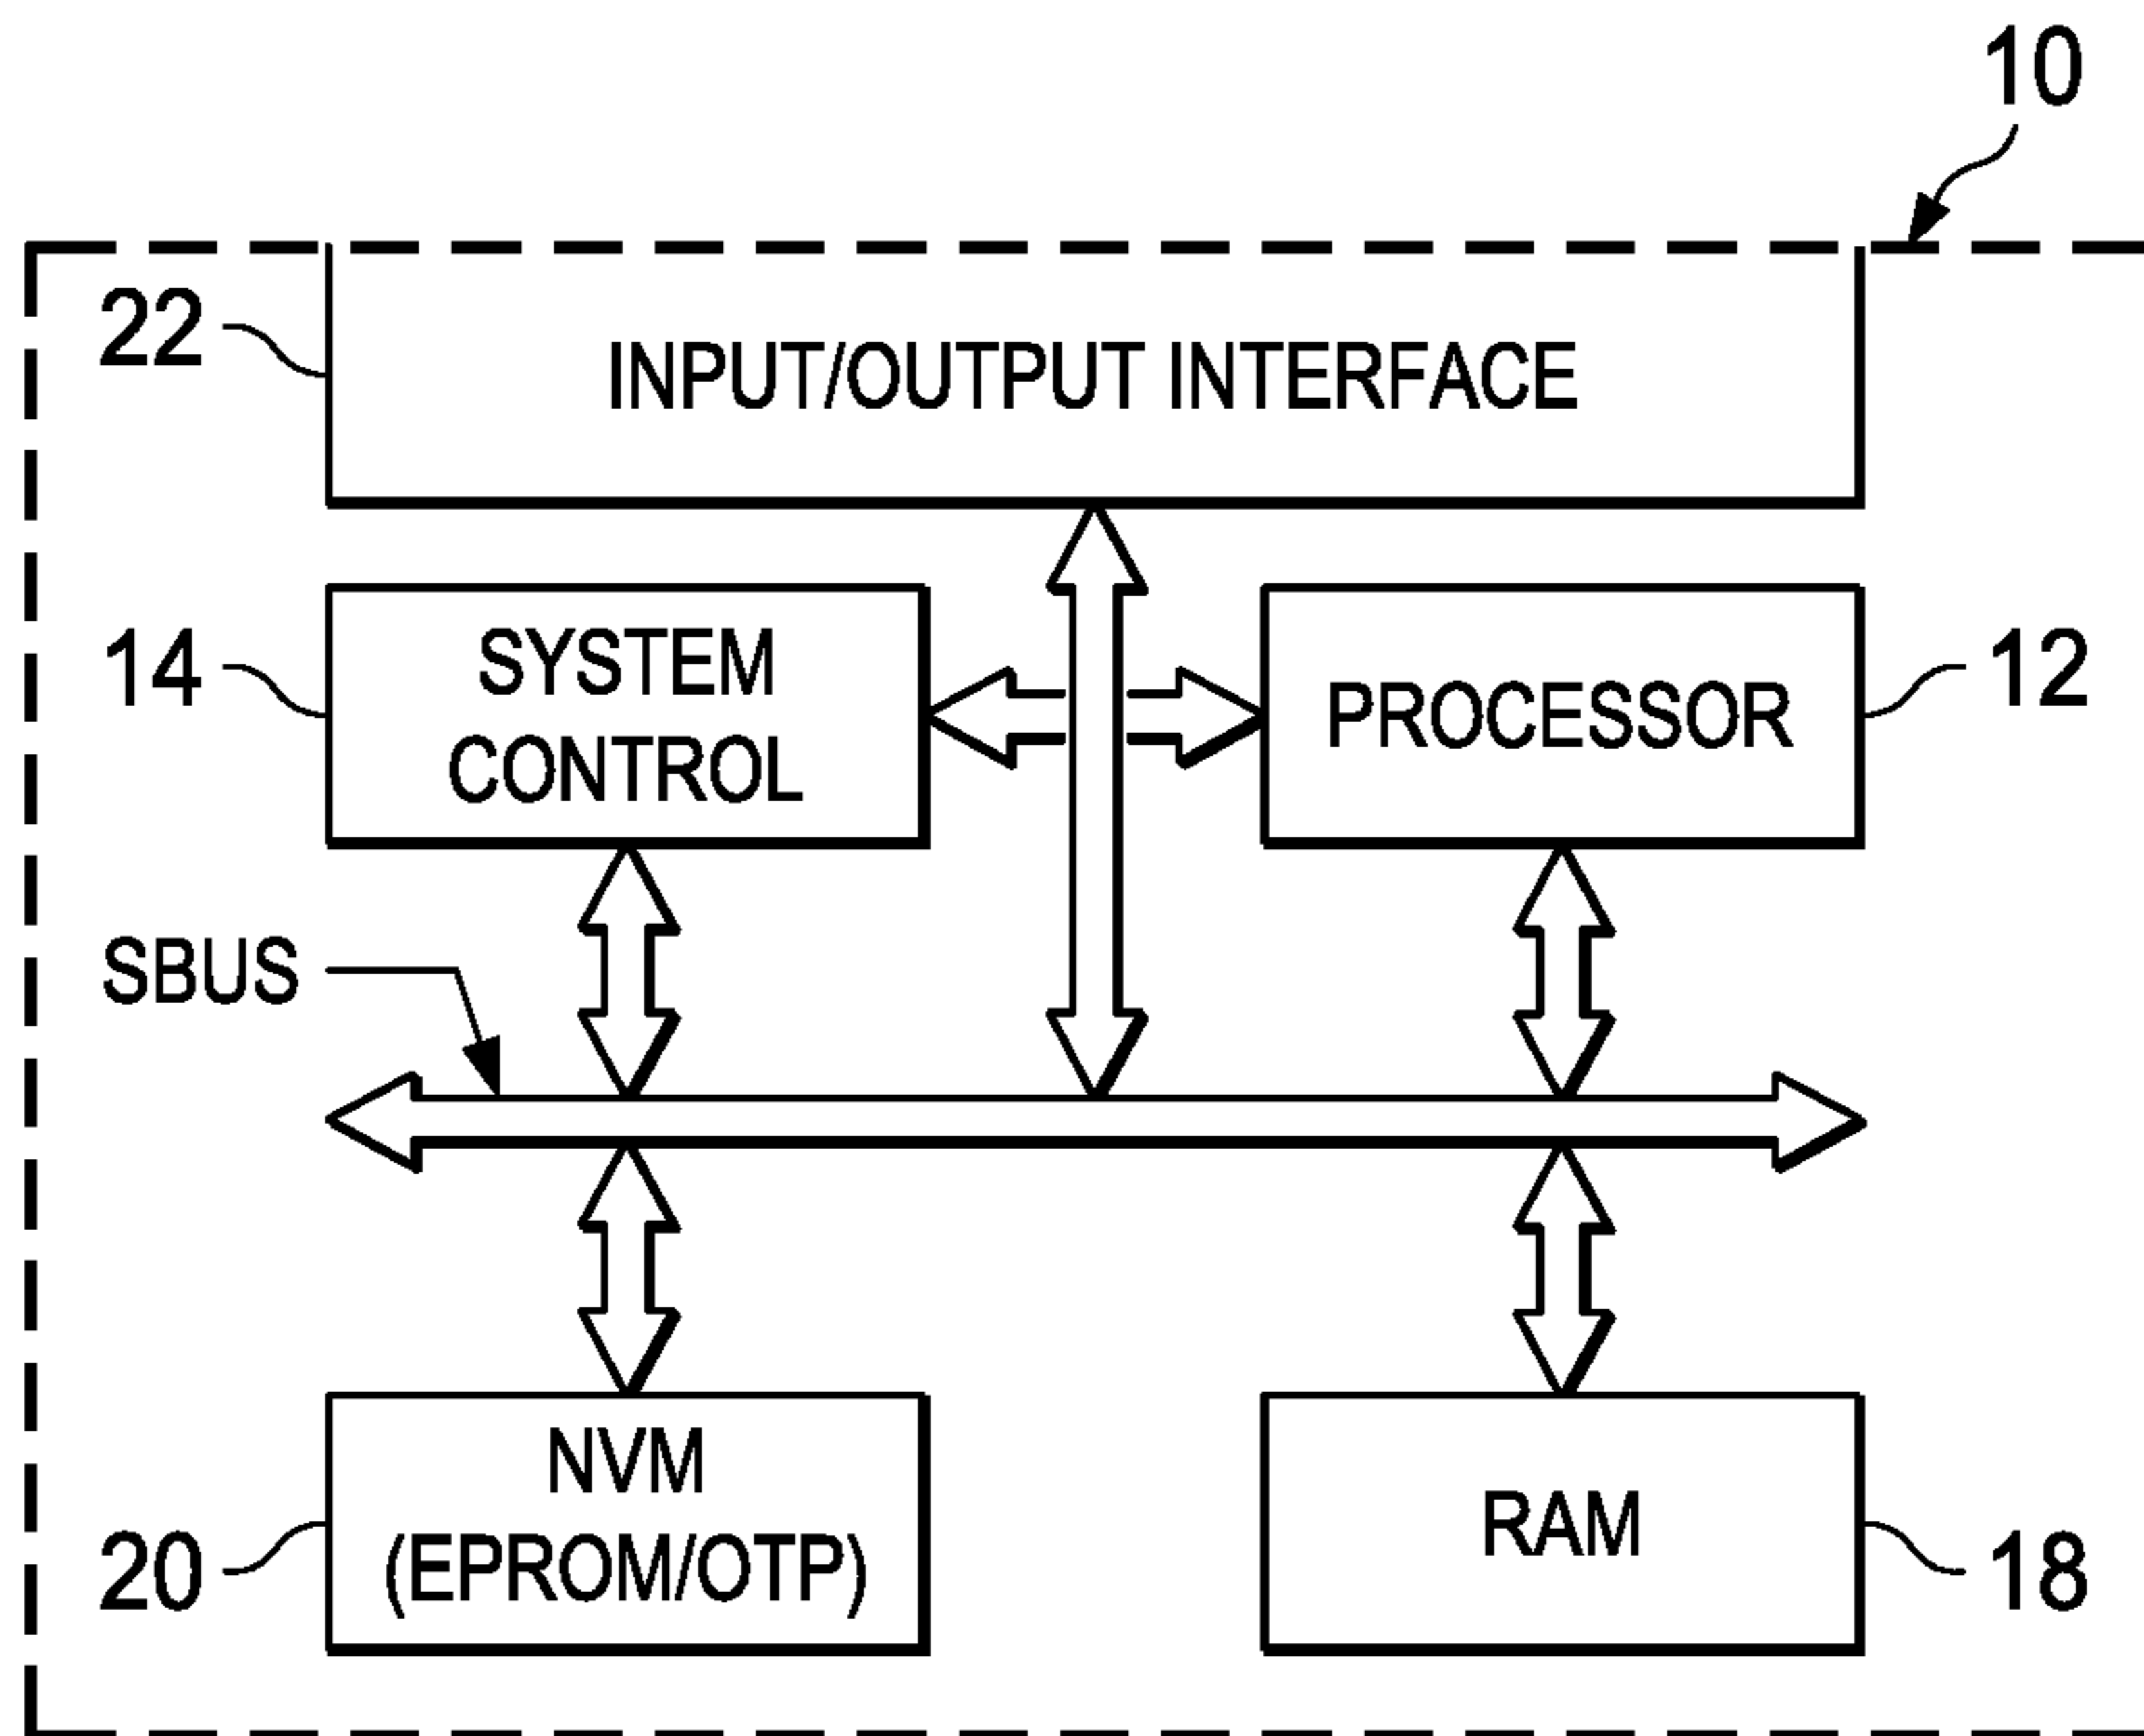 10
22
INPUT/OUTPUT INTERFACE
14
SYSTEM
CONTROL
PROCESSOR
12
SBUS
NVM
(EPROM/OTP)
20
RAM
18